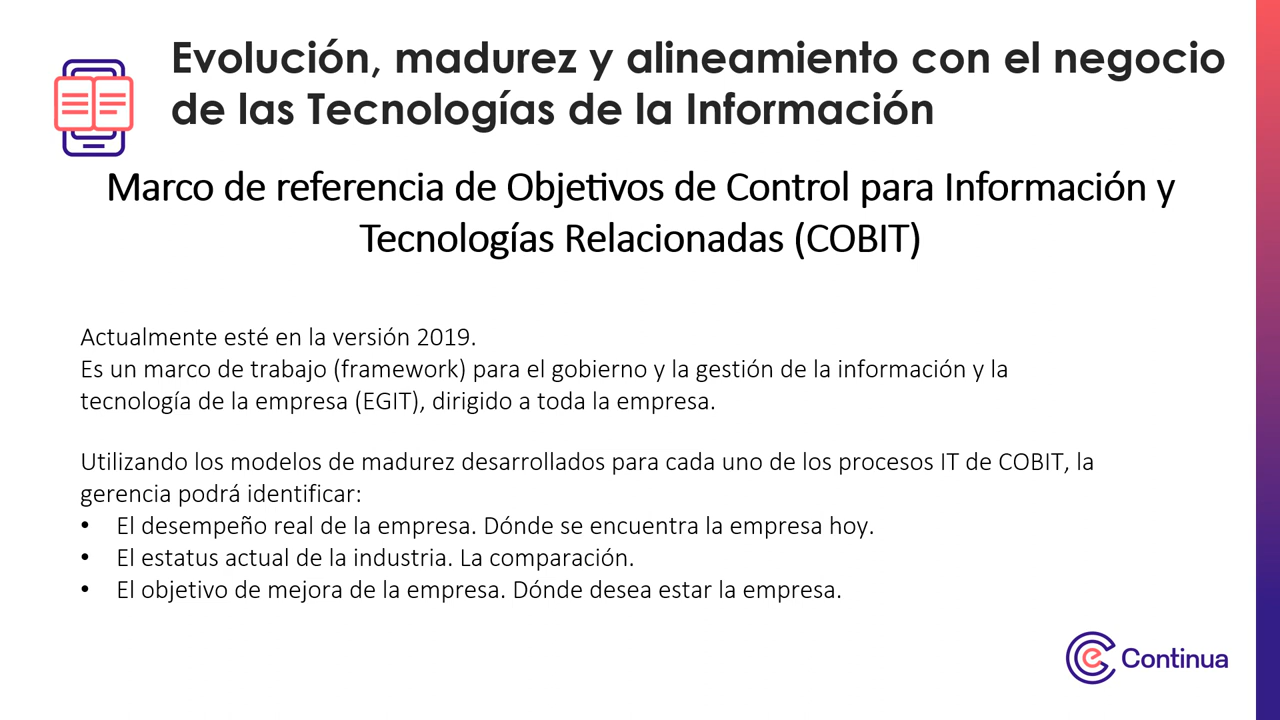 Evolución, madurez y alineamiento con el negocio
de las Tecnologías de la Información
Marco de referencia de Objetivos de Control para Información y
Tecnologías Relacionadas (COBIT)
Actualmente esté en la versión 2019.
Es un marco de trabajo (framework) para el gobierno y la gestión de la información y la
tecnología de la empresa (EGIT), dirigido a toda la empresa.
Utilizando los modelos de madurez desarrollados para cada uno de los procesos IT de COBIT, la
gerencia podrá identificar:
• El desempeño real de la empresa. Dónde se encuentra la empresa hoy.
• El estatus actual de la industria. La comparación.
• El objetivo de mejora de la empresa. Dónde desea estar la empresa.
e Continua